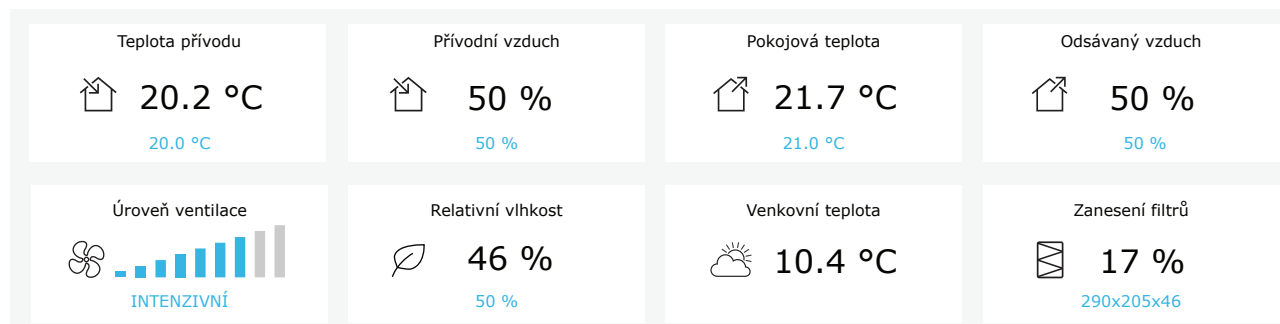 Teplota přívodu
20.2 °C
20.0 °C
Přívodní vzduch
50 %
50 %
Pokojová teplota
21.7 °C
21.0 °C
Odsávaný vzduch
50 %
50 %
Úroveň ventilace
INTENZIVNÍ
Relativní vlhkost
46 %
50 %
Venkovní teplota
10.4 °C
Zanesení filtrů
17 %
290x205x46